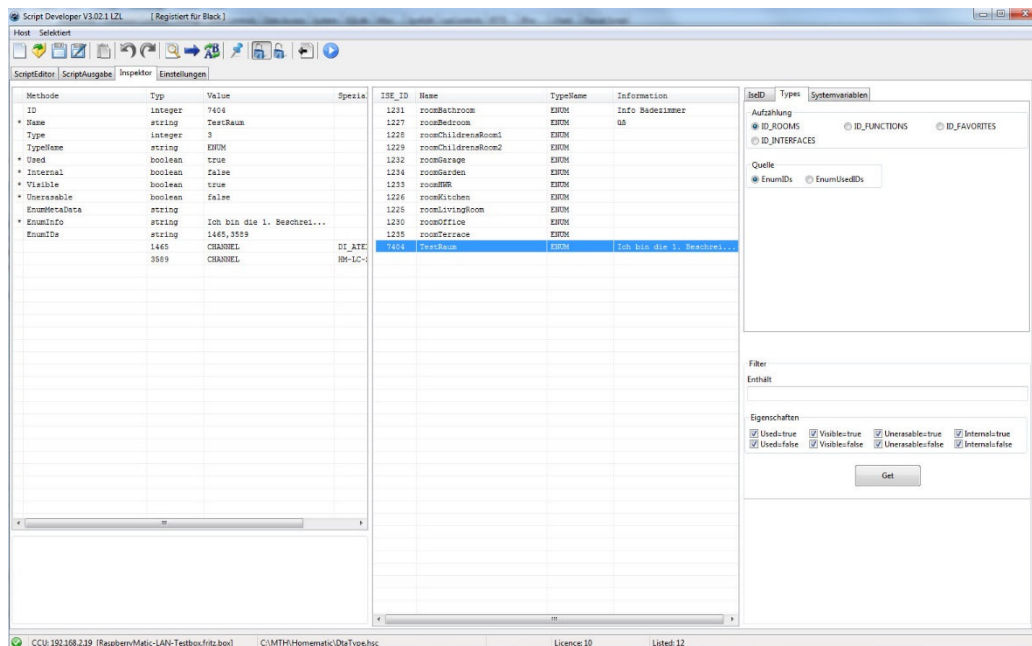 Script Developer V3.02.1 LZL [ Registiert für Black ]
Host Selektiert
ScriptEditor ScriptAusgabe Inspektor Einstellungen
Methode Typ Value Spezial
ID integer 7404
* Name string TestRaum
Type integer 3
TypeName string ENUM
* Used boolean true
* Internal boolean false
* Visible boolean true
* Unerasable boolean false
EnumMetaData string
* EnumInfo string Ich bin die 1. Beschrei...
EnumIDs string 1465,3589
1465 CHANNEL DI_ATE
3589 CHANNEL HM-LC-
ISE_ID Name TypeName Information
1231 roomBathroom ENUM Info Badezimmer
1227 roomBedroom ENUM
1228 roomChildrensRoom1 ENUM
1229 roomChildrensRoom2 ENUM
1232 roomGarage ENUM
1234 roomGarden ENUM
1233 roomHWR ENUM
1226 roomKitchen ENUM
1225 roomLivingRoom ENUM
1230 roomOffice ENUM
1235 roomTerrace ENUM
7404 TestRaum ENUM Ich bin die 1. Beschrei...
IseID Types Systemvariablen
Aufzählung
ID_ROOMS ID_FUNCTIONS ID_FAVORITES
ID_INTERFACES
Quelle
EnumIDs EnumUsedIDs
Filter
Enthält
Eigenschaften
Used=true Visible=true Unerasable=true Internal=true
Used=false Visible=false Unerasable=false Internal=false
Get
CCU: 192.168.2.19 [RaspberryMatic-LAN-Testbox.fritz.box] C:\MTH\Homematic\DtaType.hsc Licence: 10 Listed: 12